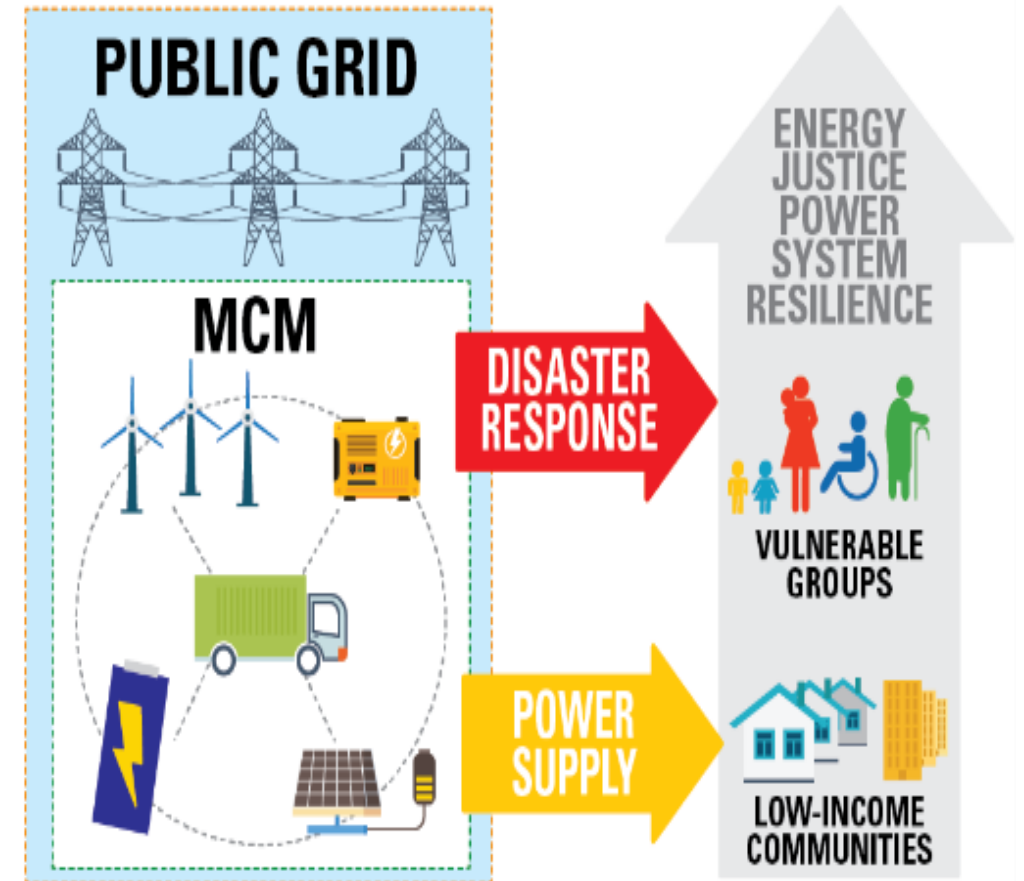 PUBLIC GRID
MCM
DISASTER
RESPONSE
POWER
SUPPLY
ENERGY
JUSTICE
POWER
SYSTEM
RESILIENCE
VULNERABLE
GROUPS
LOW-INCOME
COMMUNITIES